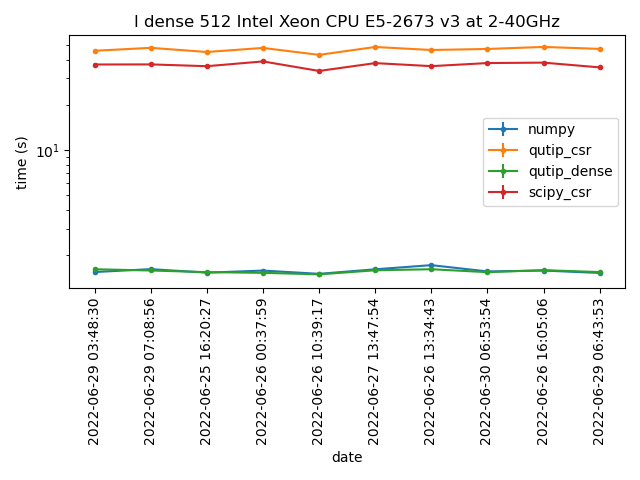 l dense 512 Intel Xeon CPU E5-2673 v3 at 2-40GHz
time (s)
10^1
numpy
qutip_csr
qutip_dense
scipy_csr
2022-06-29 03:48:30
2022-06-29 07:08:56
2022-06-25 16:20:27
2022-06-26 00:37:59
2022-06-26 10:39:17
2022-06-27 13:47:54
2022-06-26 13:34:43
2022-06-30 06:53:54
2022-06-26 16:05:06
2022-06-29 06:43:53
date